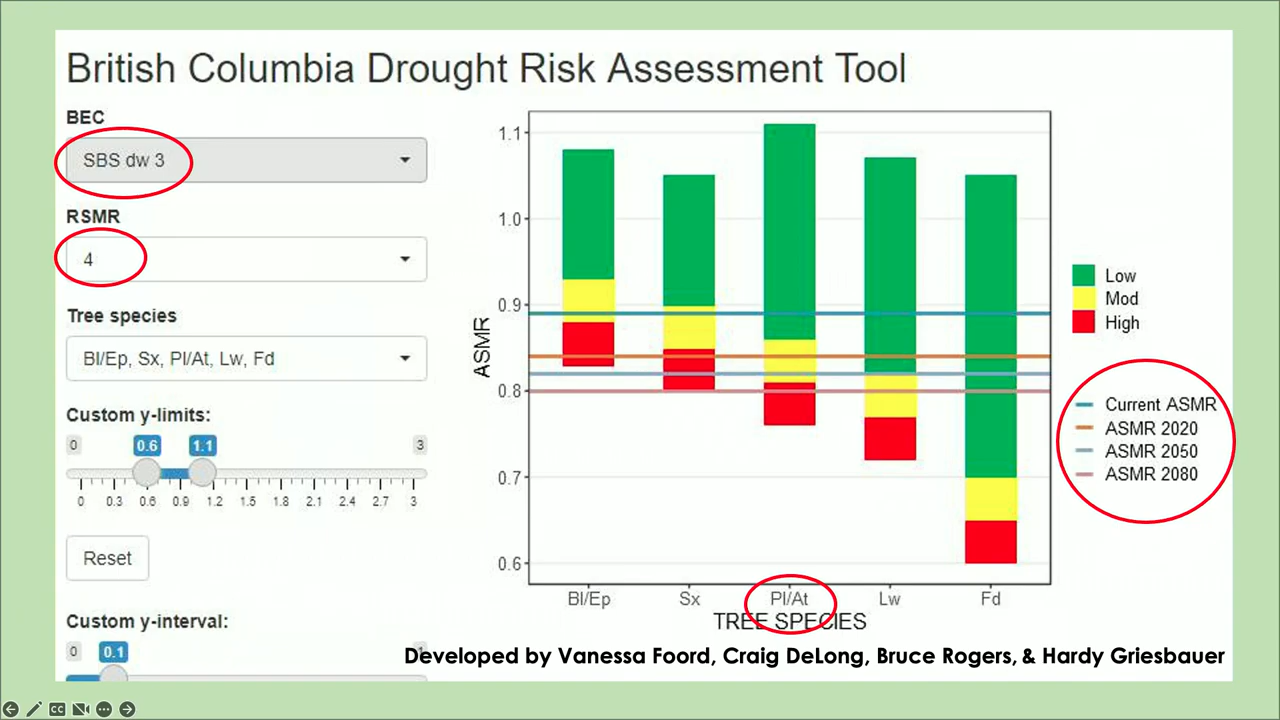 British Columbia Drought Risk Assessment Tool
BEC
SBS dw 3
RSMR
4
Tree species
Bl/Ep, Sx, Pl/At, Lw, Fd
Custom y-limits:
0
0.6
1.1
3
0 0.3 0.6 0.9 1.2 1.5 1.8 2.1 2.4 2.7 3
Reset
Custom y-interval:
0
0.1
ASMR
1.1
1.0
0.9
0.8
0.7
0.6
Bl/Ep Sx Pl/At Lw Fd
TREE SPECIES
Low
Mod
High
Current ASMR
ASMR 2020
ASMR 2050
ASMR 2080
Developed by Vanessa Foord, Craig DeLong, Bruce Rogers, & Hardy Griesbauer
CC